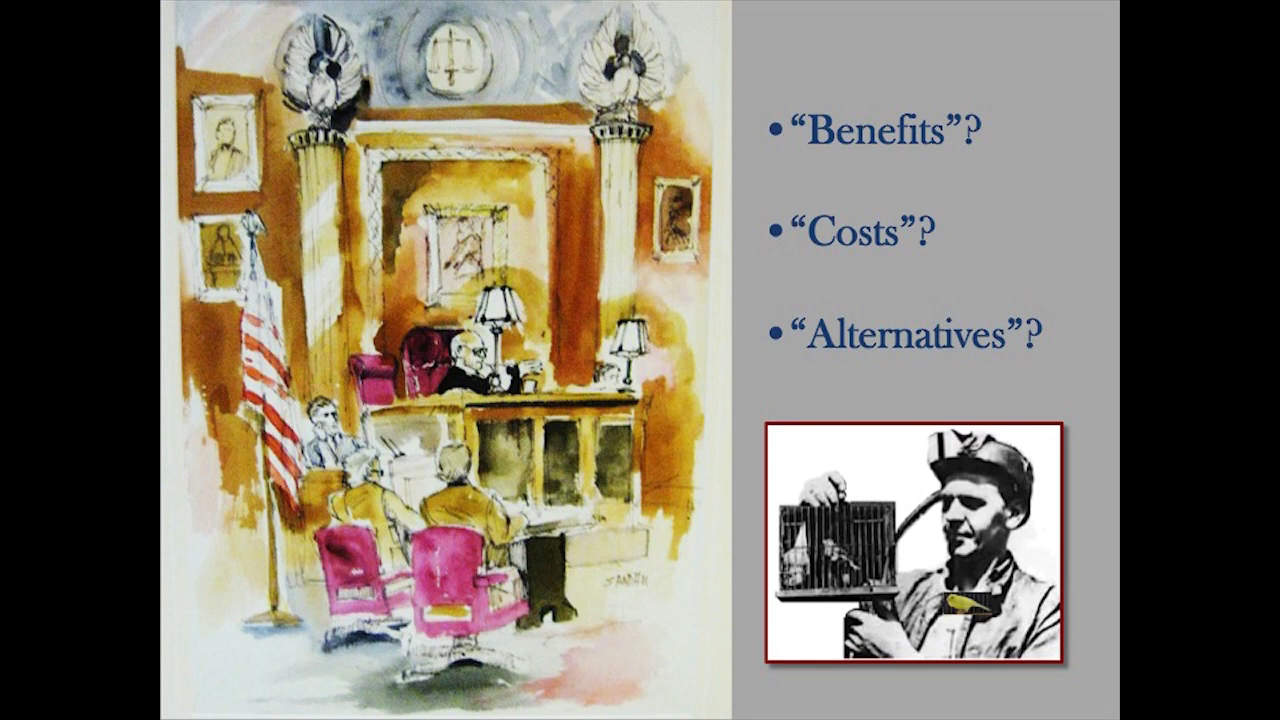 • “Benefits”?
• “Costs”?
• “Alternatives”?